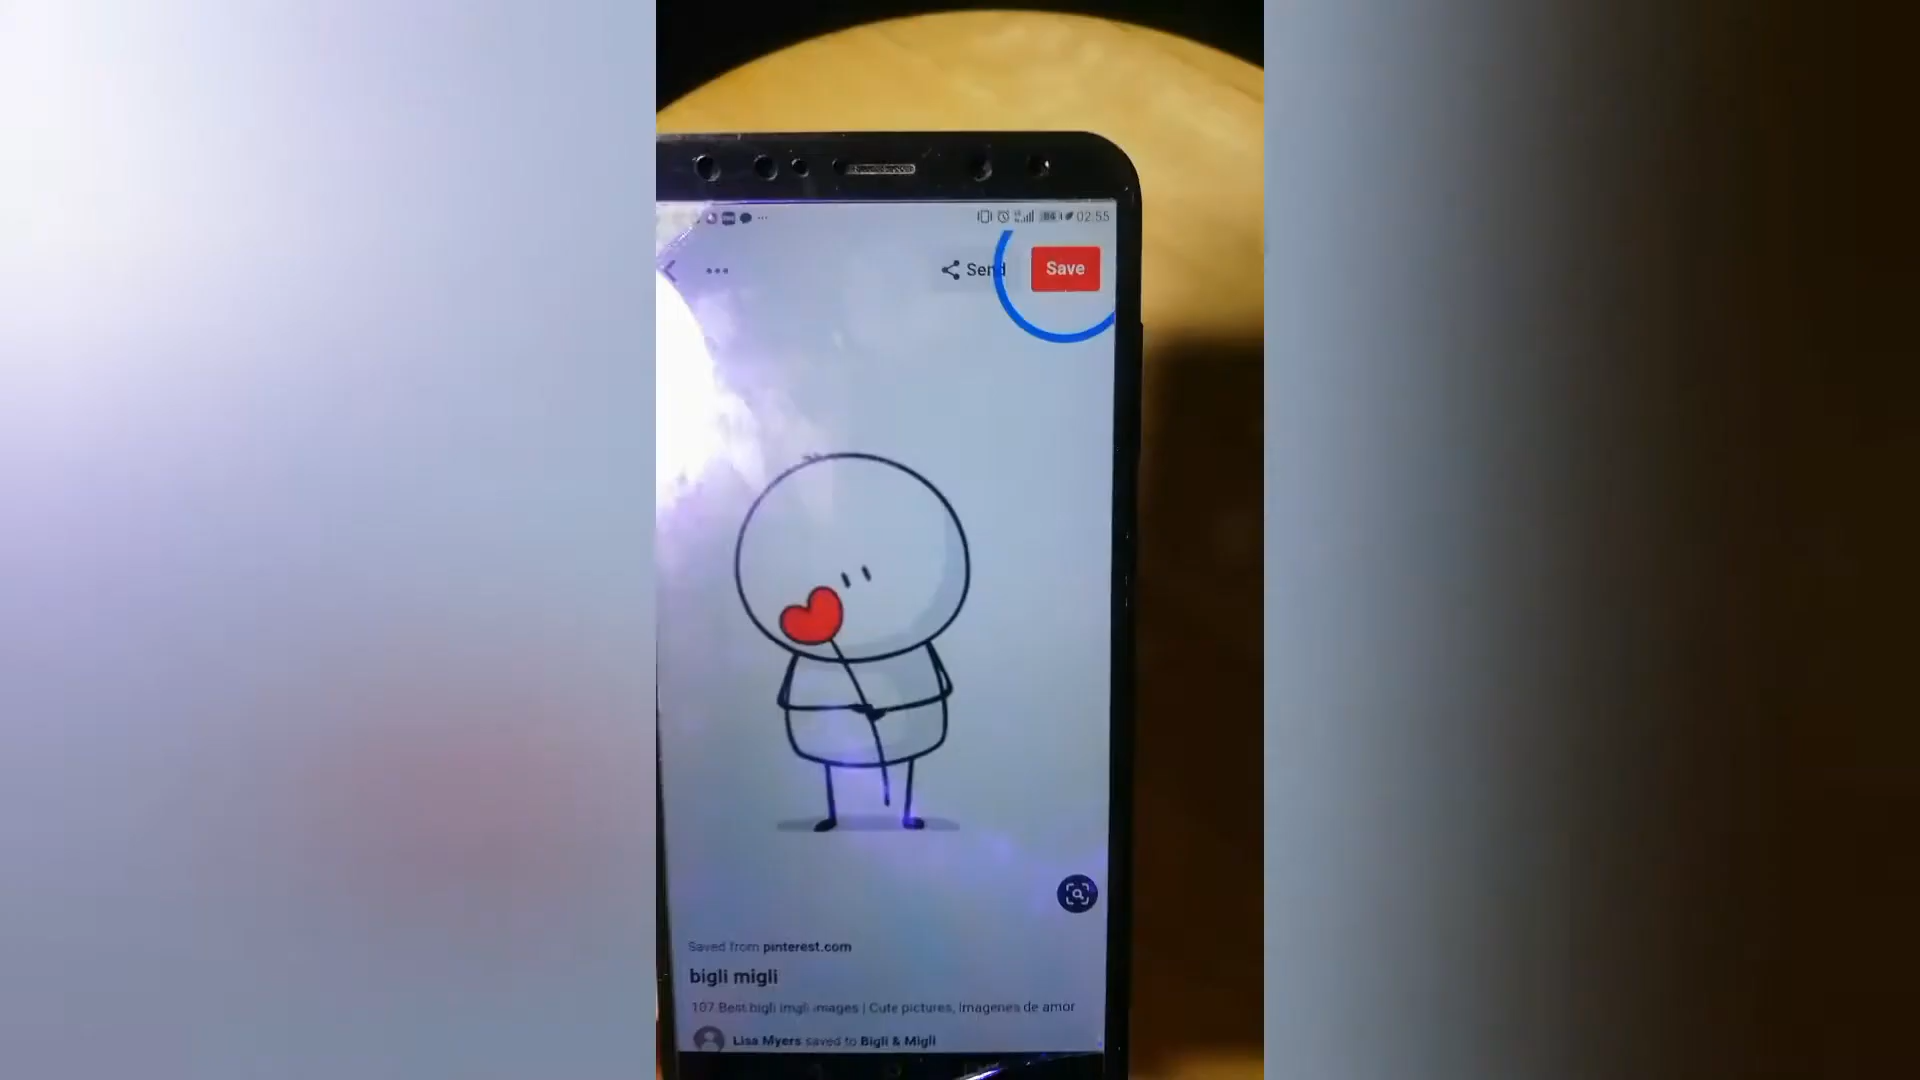 02:55
Send
Save
Saved from pinterest.com
bigli migli
107 Best bigli imgli images | Cute pictures, Imagenes de amor
Lisa Myers saved to Bigli & Migli